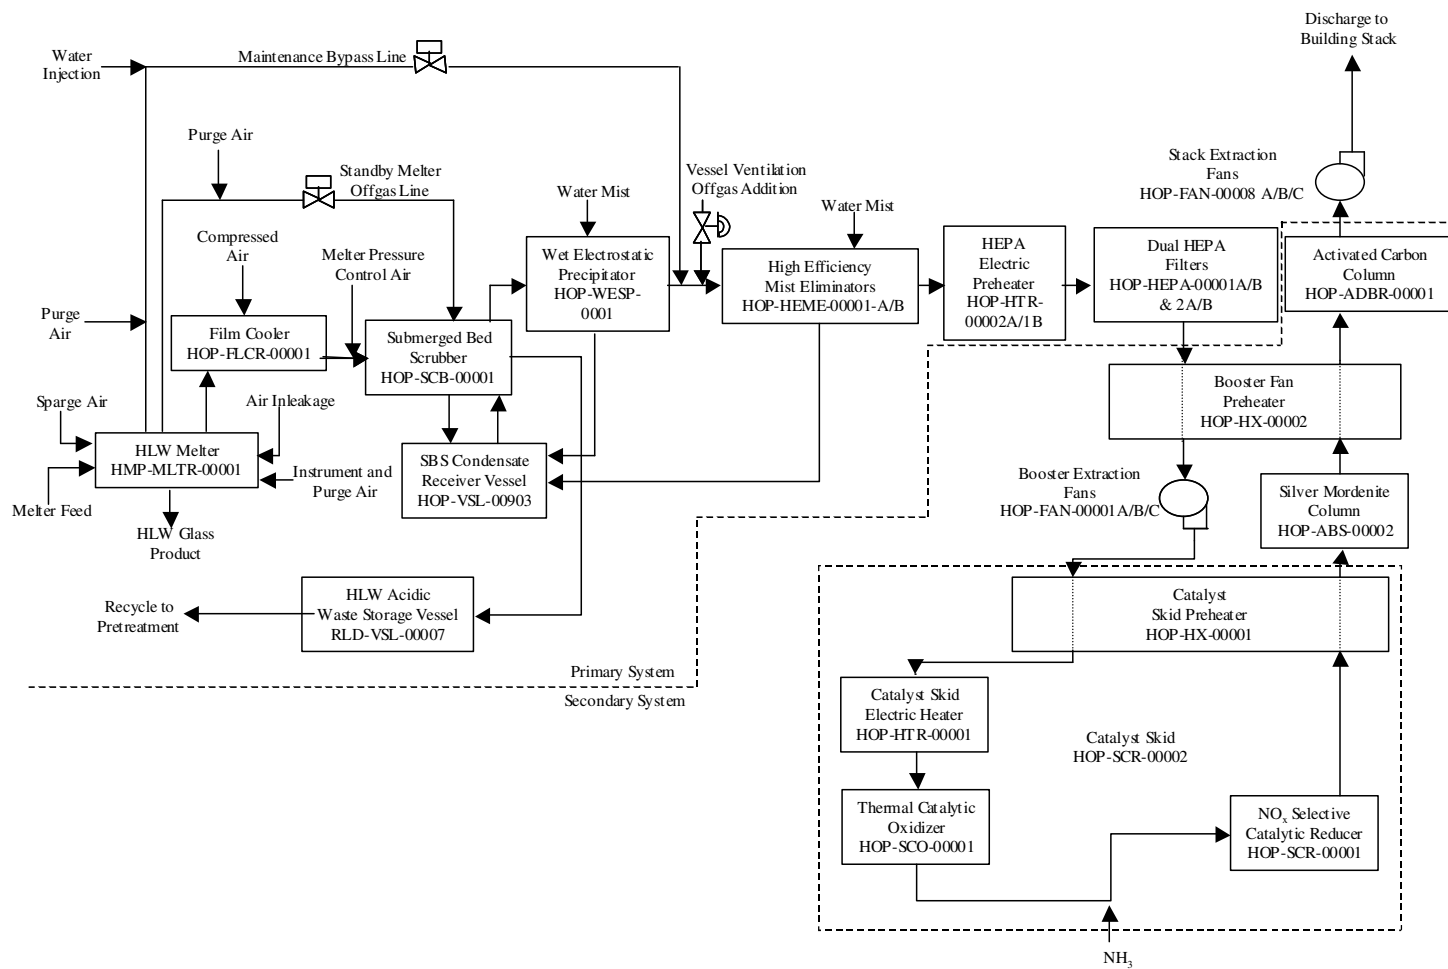 Discharge to
Building Stack
Water
Injection
Maintenance Bypass Line
Purge Air
Standby Melter
Offgas Line
Vessel Ventilation
Offgas Addition
Stack Extraction
Fans
HOP-FAN-00008 A/B/C
Water Mist
Water Mist
Compressed
Air
Melter Pressure
Control Air
Wet Electrostatic
Precipitator
HOP-WESP-
0001
High Efficiency
Mist Eliminators
HOP-HEME-00001-A/B
HEPA
Electric
Preheater
HOP-HTR-
00002A/1B
Dual HEPA
Filters
HOP-HEPA-00001A/B
& 2A/B
Activated Carbon
Column
HOP-ADBR-00001
Purge
Air
Film Cooler
HOP-FLCR-00001
Submerged Bed
Scrubber
HOP-SCB-00001
Booster Fan
Preheater
HOP-HX-00002
Sparge Air
Air Inleakage
HLW Melter
HMP-MLTR-00001
Instrument and
Purge Air
Melter Feed
HLW Glass
Product
SBS Condensate
Receiver Vessel
HOP-VSL-00903
Booster Extraction
Fans
HOP-FAN-00001A/B/C
Silver Mordenite
Column
HOP-ABS-00002
Recycle to
Pretreatment
HLW Acidic
Waste Storage Vessel
RLD-VSL-00007
Catalyst
Skid Preheater
HOP-HX-00001
Primary System
Secondary System
Catalyst Skid
Electric Heater
HOP-HTR-00001
Catalyst Skid
HOP-SCR-00002
Thermal Catalytic
Oxidizer
HOP-SCO-00001
NOx Selective
Catalytic Reducer
HOP-SCR-00001
NH3